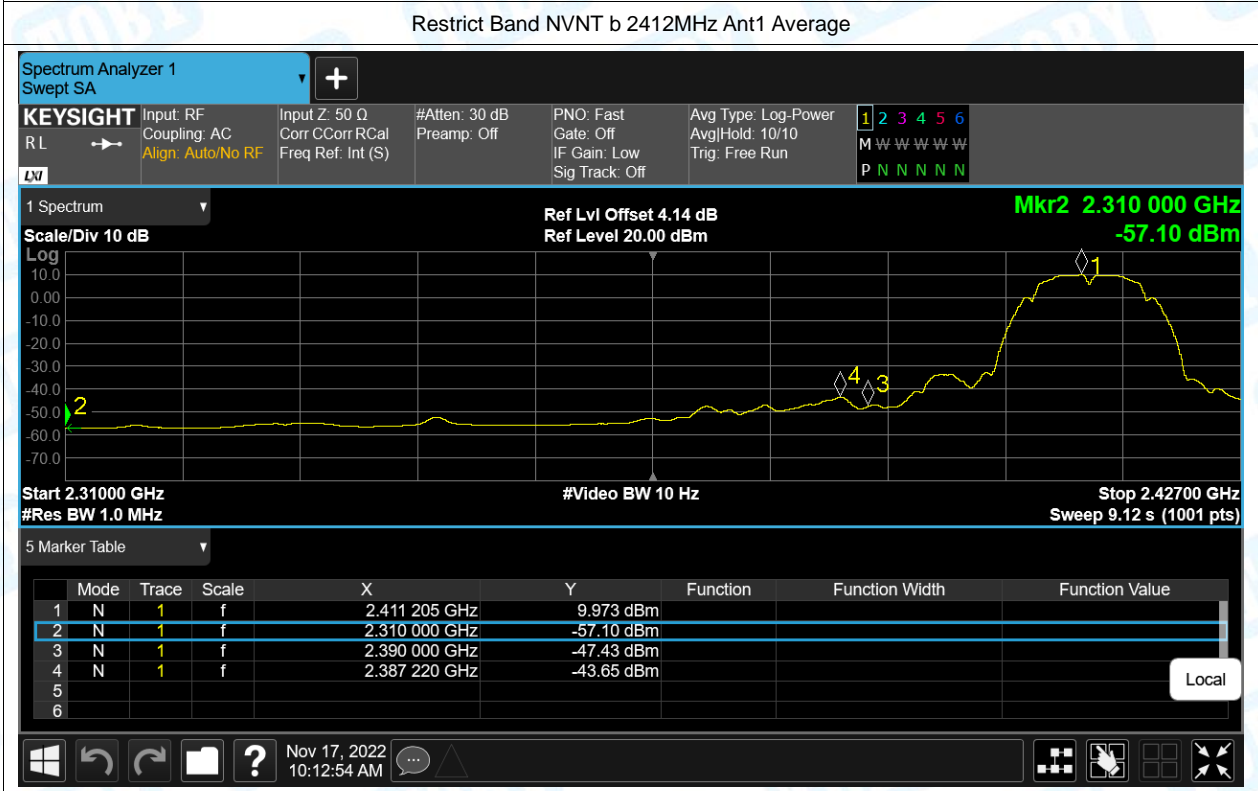 Restrict Band NVNT b 2412MHz Ant1 Average
Spectrum Analyzer 1
Swept SA
KEYSIGHT
R L
LXI
Input: RF
Coupling: AC
Align: Auto/No RF
Input Z: 50 Ω
Corr CCorr RCal
Freq Ref: Int (S)
#Atten: 30 dB
Preamp: Off
PNO: Fast
Gate: Off
IF Gain: Low
Sig Track: Off
Avg Type: Log-Power
Avg|Hold: 10/10
Trig: Free Run
1 2 3 4 5 6
M W W W W W
P N N N N N
1 Spectrum
Scale/Div 10 dB
Ref Lvl Offset 4.14 dB
Ref Level 20.00 dBm
Mkr2 2.310 000 GHz
-57.10 dBm
Log
10.0
0.00
-10.0
-20.0
-30.0
-40.0
-50.0
-60.0
-70.0
1
2
4
3
Start 2.31000 GHz
#Res BW 1.0 MHz
#Video BW 10 Hz
Stop 2.42700 GHz
Sweep 9.12 s (1001 pts)
5 Marker Table
Mode Trace Scale X Y Function Function Width Function Value
1 N 1 f 2.411 205 GHz 9.973 dBm
2 N 1 f 2.310 000 GHz -57.10 dBm
3 N 1 f 2.390 000 GHz -47.43 dBm
4 N 1 f 2.387 220 GHz -43.65 dBm
5
6
Local
?
Nov 17, 2022
10:12:54 AM